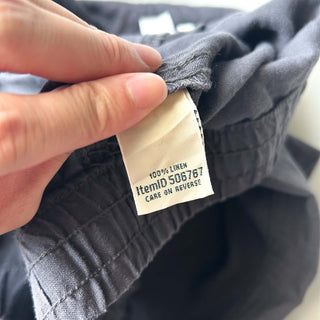 100% LINEN
ItemID 506767
CARE ON REVERSE